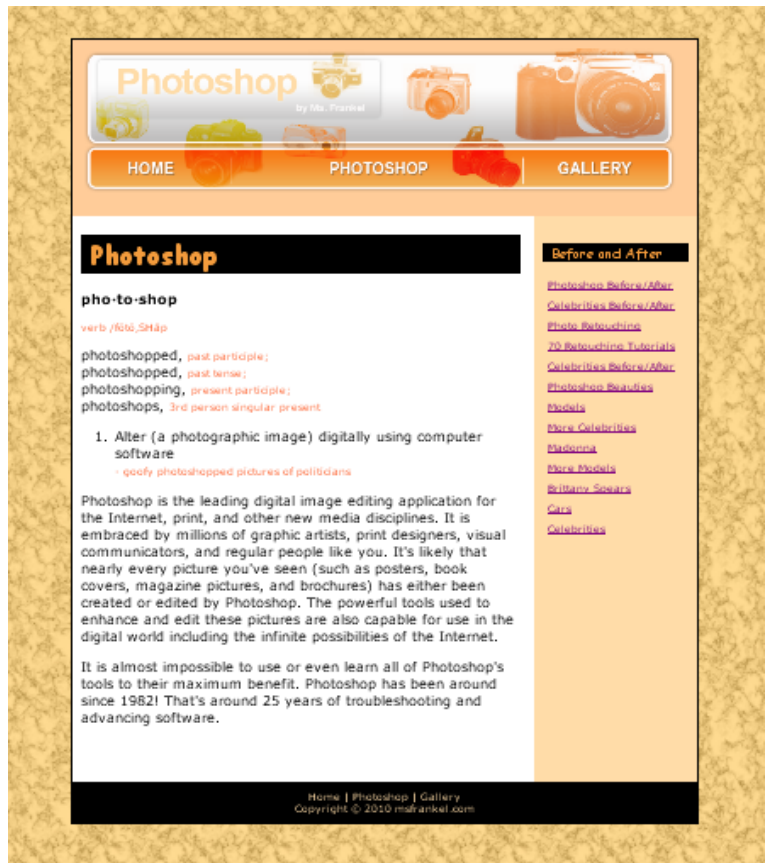 Photoshop
by Ms. Frankel
HOME PHOTOSHOP GALLERY
Photoshop
pho·to·shop
verb /ˈfōtōˌSHäp
photoshopped, past participle;
photoshopped, past tense;
photoshopping, present participle;
photoshops, 3rd person singular present
1. Alter (a photographic image) digitally using computer
software
- goofy photoshopped pictures of politicians
Photoshop is the leading digital image editing application for
the Internet, print, and other new media disciplines. It is
embraced by millions of graphic artists, print designers, visual
communicators, and regular people like you. It's likely that
nearly every picture you've seen (such as posters, book
covers, magazine pictures, and brochures) has either been
created or edited by Photoshop. The powerful tools used to
enhance and edit these pictures are also capable for use in the
digital world including the infinite possibilities of the Internet.
It is almost impossible to use or even learn all of Photoshop's
tools to their maximum benefit. Photoshop has been around
since 1982! That's around 25 years of troubleshooting and
advancing software.
Before and After
Photoshop Before/After
Celebrities Before/After
Photo Retouching
70 Retouching Tutorials
Celebrities Before/After
Photoshop Beauties
Models
More Celebrities
Madonna
More Models
Brittany Spears
Cars
Celebrities
Home | Photoshop | Gallery
Copyright © 2010 msfrankel.com